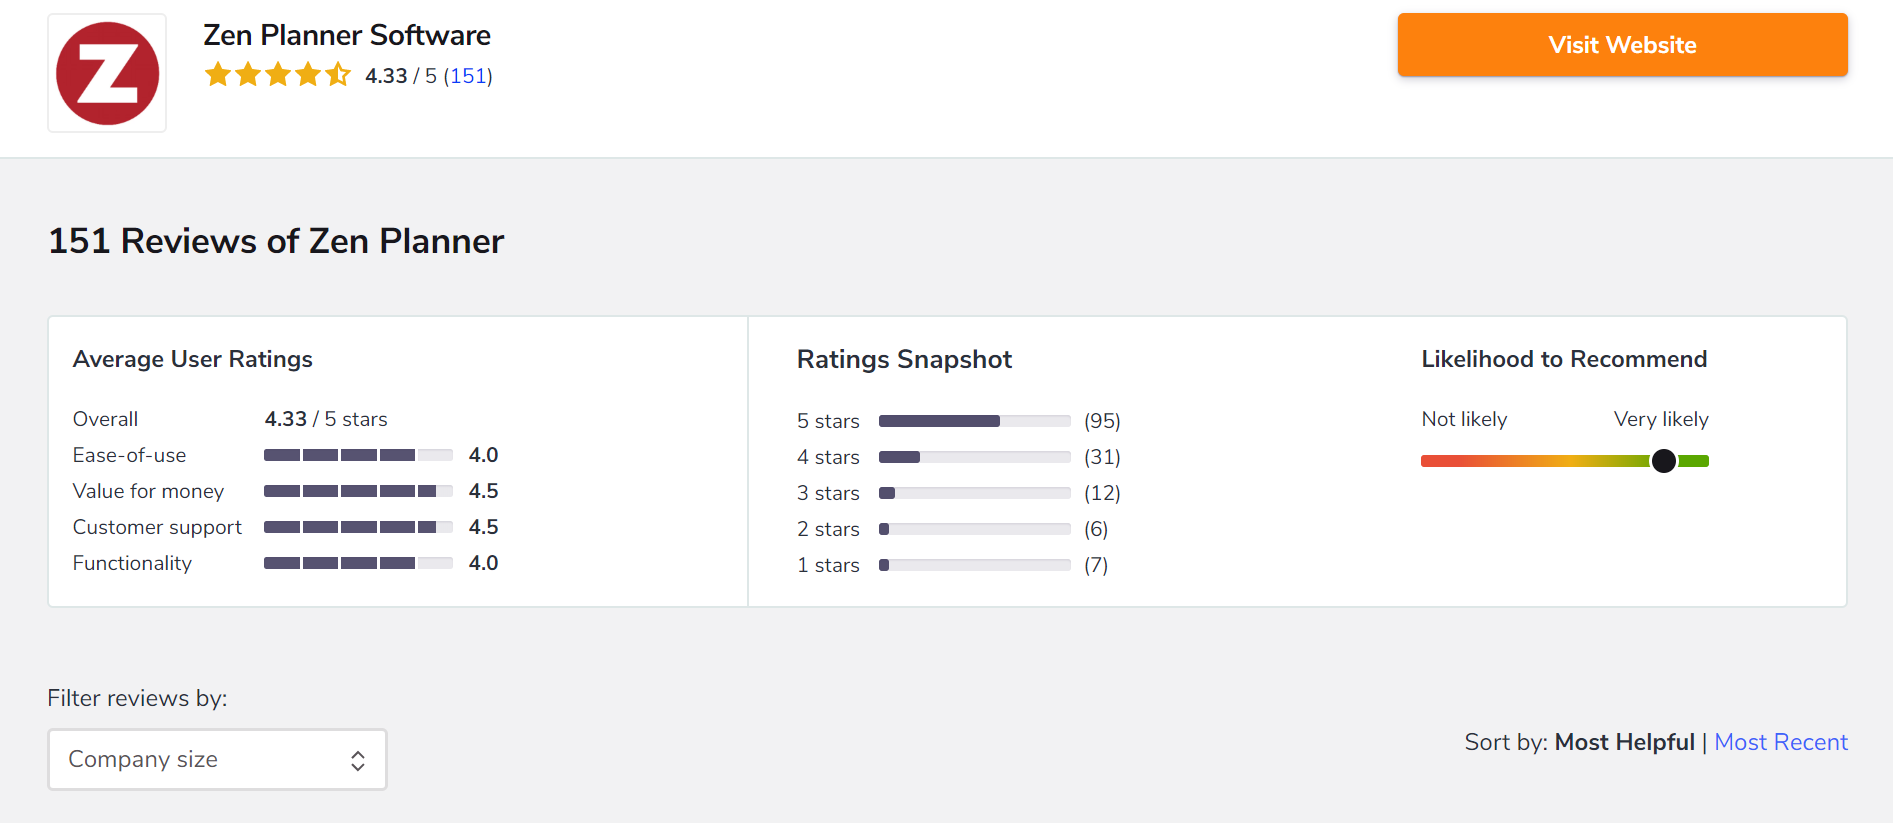 Z
Zen Planner Software
4.33 / 5 (151)
Visit Website
151 Reviews of Zen Planner
Average User Ratings
Overall 4.33 / 5 stars
Ease-of-use 4.0
Value for money 4.5
Customer support 4.5
Functionality 4.0
Ratings Snapshot
5 stars (95)
4 stars (31)
3 stars (12)
2 stars (6)
1 stars (7)
Likelihood to Recommend
Not likely Very likely
Filter reviews by:
Company size
Sort by: Most Helpful | Most Recent